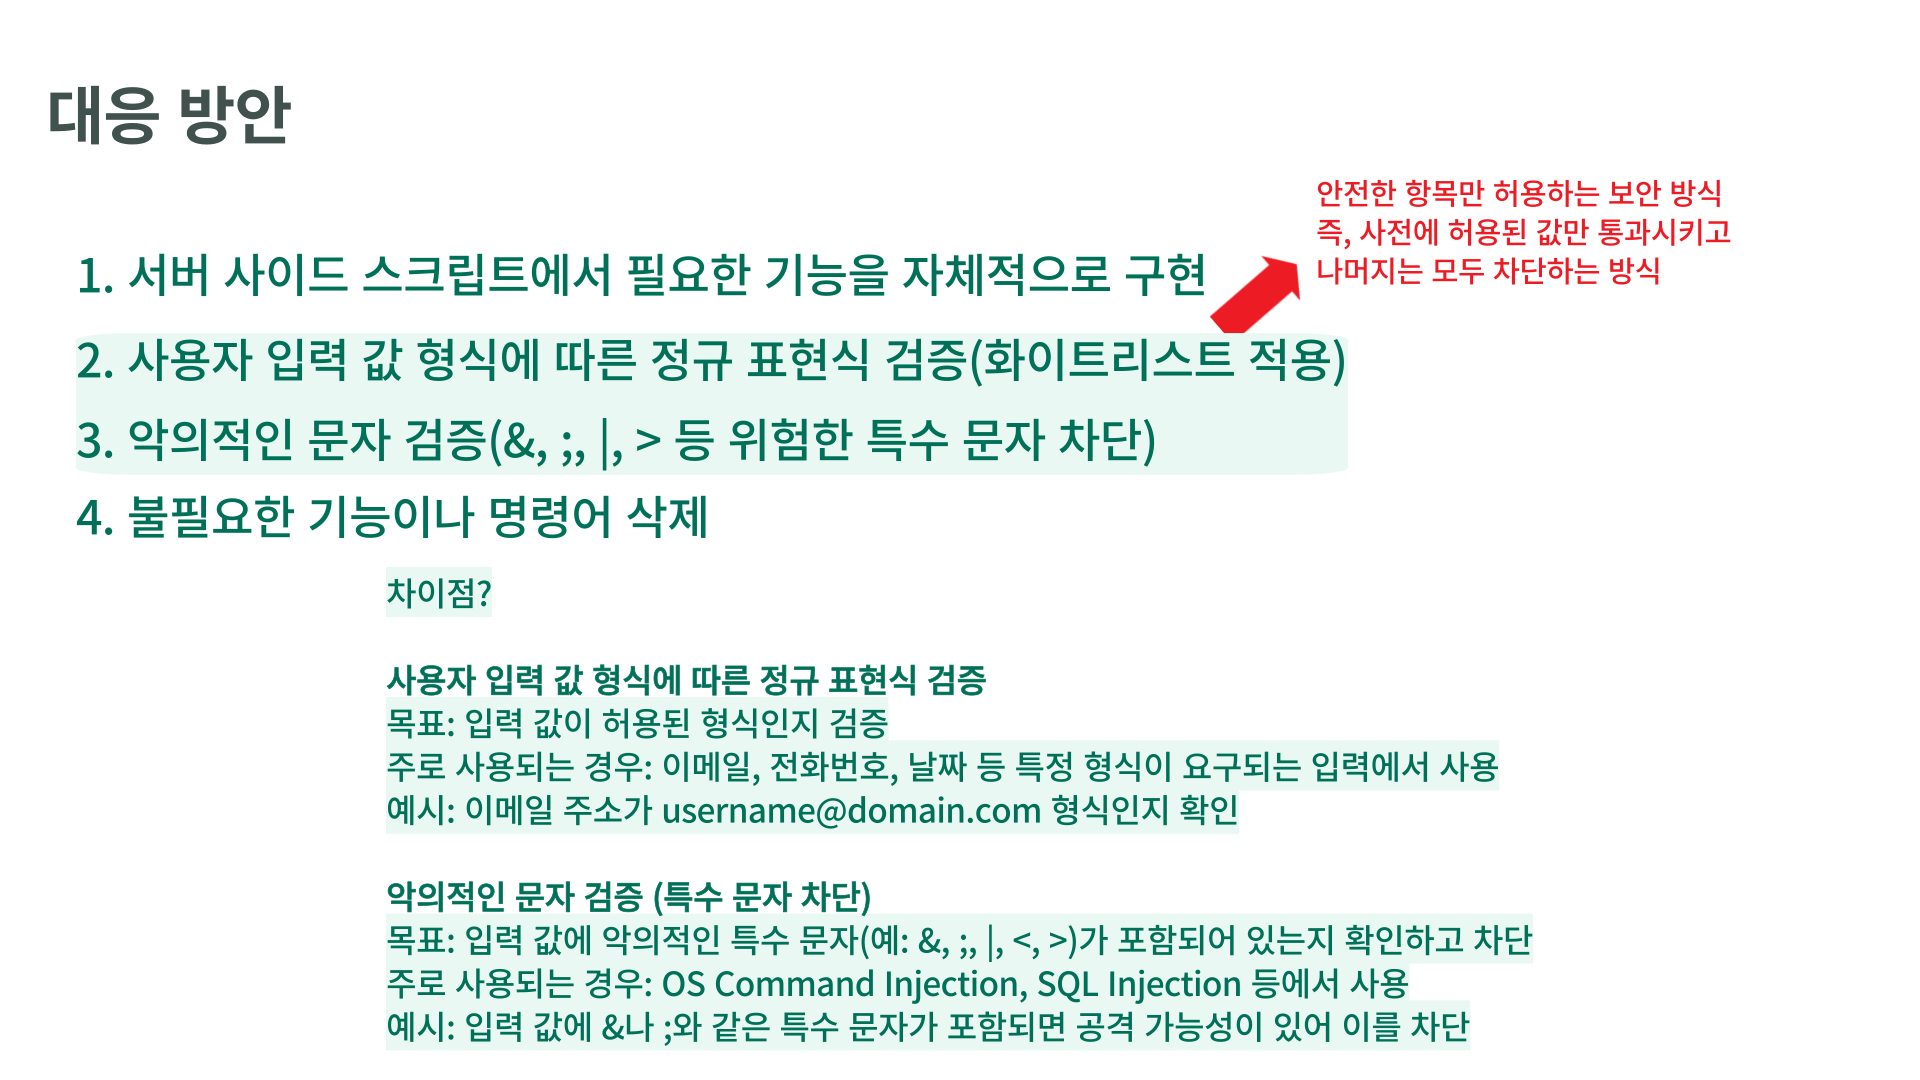 대응 방안
안전한 항목만 허용하는 보안 방식
즉, 사전에 허용된 값만 통과시키고
나머지는 모두 차단하는 방식
1. 서버 사이드 스크립트에서 필요한 기능을 자체적으로 구현
2. 사용자 입력 값 형식에 따른 정규 표현식 검증(화이트리스트 적용)
3. 악의적인 문자 검증(&, ;, |, > 등 위험한 특수 문자 차단)
4. 불필요한 기능이나 명령어 삭제
차이점?
사용자 입력 값 형식에 따른 정규 표현식 검증
목표: 입력 값이 허용된 형식인지 검증
주로 사용되는 경우: 이메일, 전화번호, 날짜 등 특정 형식이 요구되는 입력에서 사용
예시: 이메일 주소가 username@domain.com 형식인지 확인
악의적인 문자 검증 (특수 문자 차단)
목표: 입력 값에 악의적인 특수 문자(예: &, ;, |, <, >)가 포함되어 있는지 확인하고 차단
주로 사용되는 경우: OS Command Injection, SQL Injection 등에서 사용
예시: 입력 값에 &나 ;와 같은 특수 문자가 포함되면 공격 가능성이 있어 이를 차단